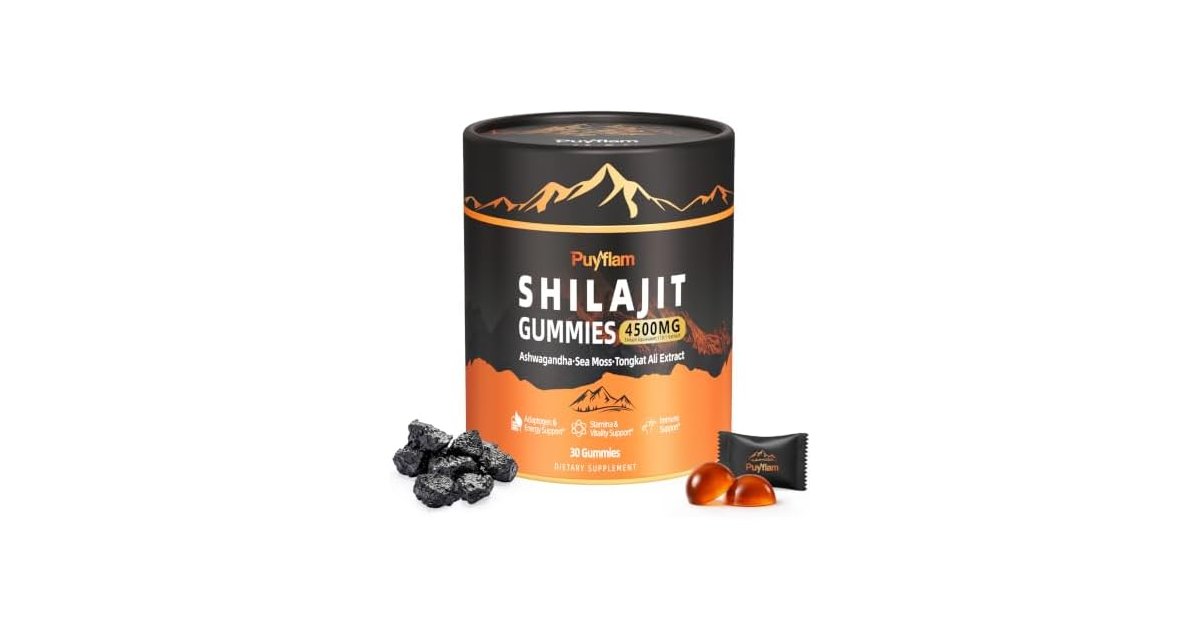 Puyflam
Puyflam
SHILAJIT
GUMMIES 4500MG
Ashwagandha·Sea Moss·Tongkat Ali Extract
Adaptogen &
Energy Support*
Stamina &
Vitality Support*
Immune
Support*
30 Gummies
DIETARY SUPPLEMENT
Puyflam